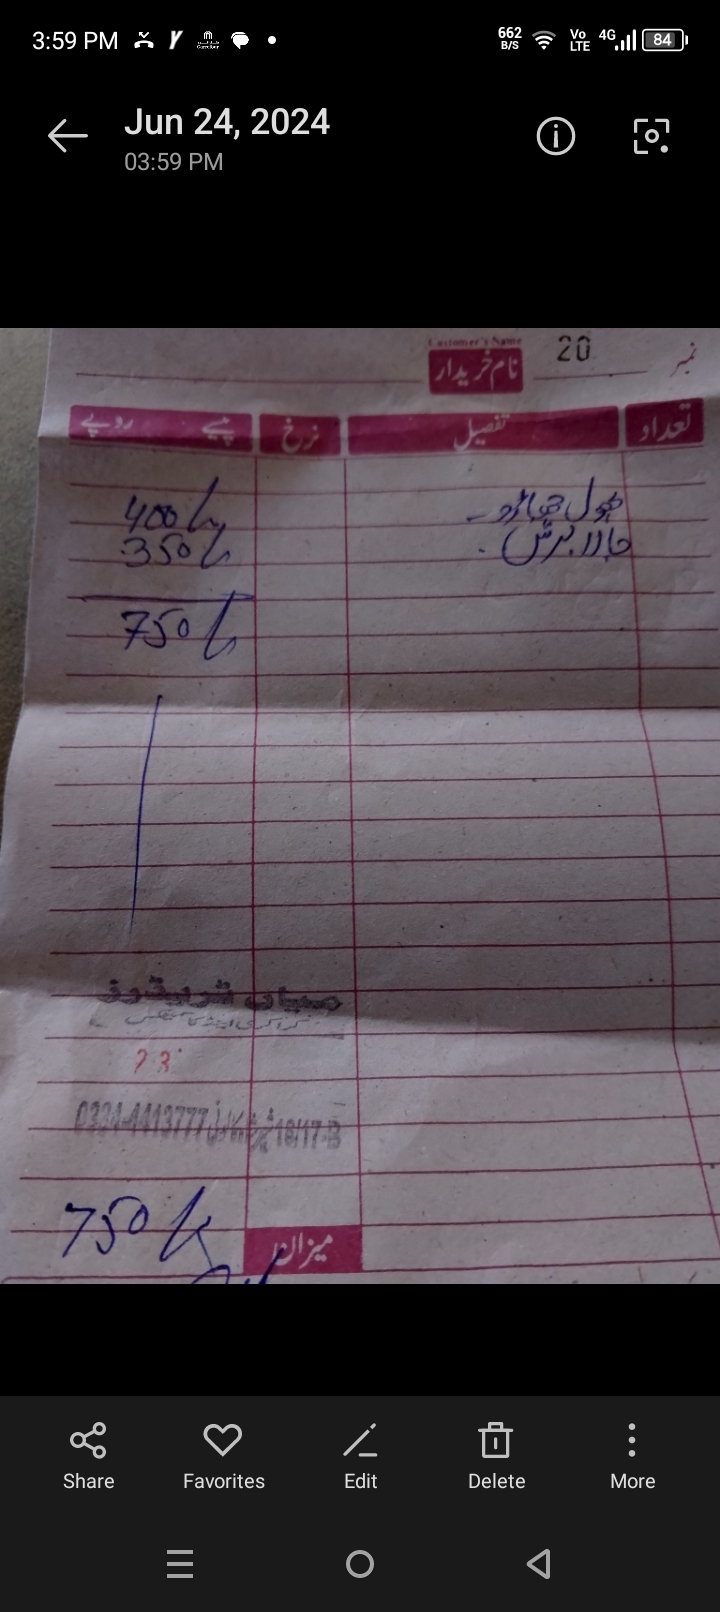 3:59 PM 662 B/S Vo LTE 4G 84
Jun 24, 2024
03:59 PM
Customer's Name
نمبر 20 نام خریدار
تعداد تفصیل نرخ پیسے روپے
پھول جھاڑو 400/-
جالا برش 350/-
750/-
میاں ٹریڈرز
23
0334-4413777 18/17-B
میزان 750/-
Share Favorites Edit Delete More